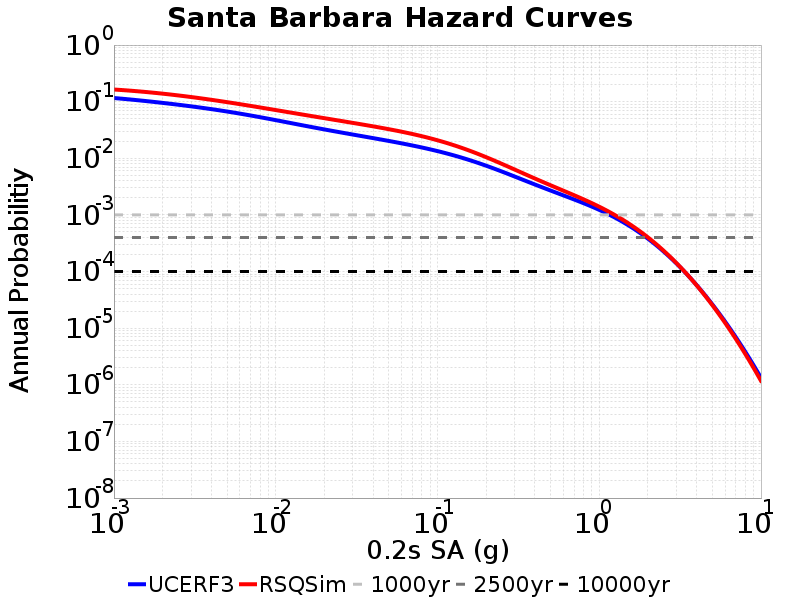 Santa Barbara Hazard Curves
10^0
10^-1
10^-2
10^-3
10^-4
10^-5
10^-6
10^-7
10^-8
Annual Probabilitiy
10^-3 10^-2 10^-1 10^0 10^1
0.2s SA (g)
UCERF3 RSQSim 1000yr 2500yr 10000yr